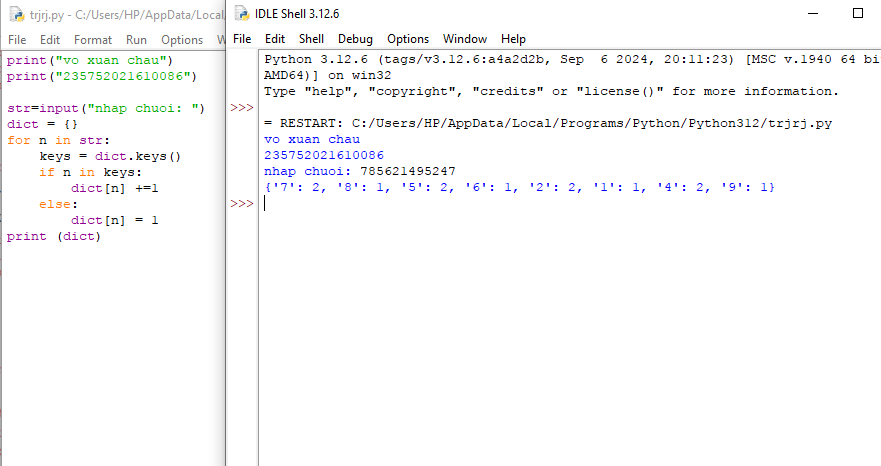 trjrj.py - C:/Users/HP/AppData/Local/
File Edit Format Run Options
print("vo xuan chau")
print("235752021610086")
str=input("nhap chuoi: ")
dict = {}
for n in str:
    keys = dict.keys()
    if n in keys:
        dict[n] +=1
    else:
        dict[n] = 1
print (dict)
IDLE Shell 3.12.6
File Edit Shell Debug Options Window Help
Python 3.12.6 (tags/v3.12.6:a4a2d2b, Sep  6 2024, 20:11:23) [MSC v.1940 64 bi
AMD64)] on win32
Type "help", "copyright", "credits" or "license()" for more information.
>>>
= RESTART: C:/Users/HP/AppData/Local/Programs/Python/Python312/trjrj.py
vo xuan chau
235752021610086
nhap chuoi: 785621495247
{'7': 2, '8': 1, '5': 2, '6': 1, '2': 2, '1': 1, '4': 2, '9': 1}
>>>